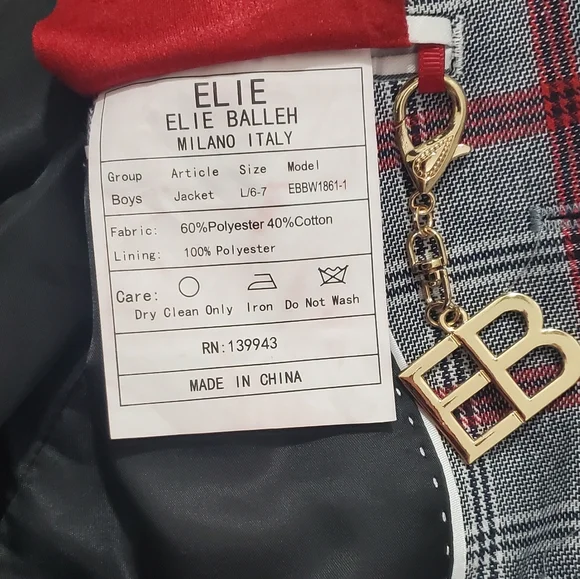 ELIE
ELIE BALLEH
MILANO ITALY
Group Article Size Model
Boys Jacket L/6-7 EBBW1861-1
Fabric: 60%Polyester 40%Cotton
Lining: 100% Polyester
Care:
Dry Clean Only Iron Do Not Wash
RN:139943
MADE IN CHINA
EB